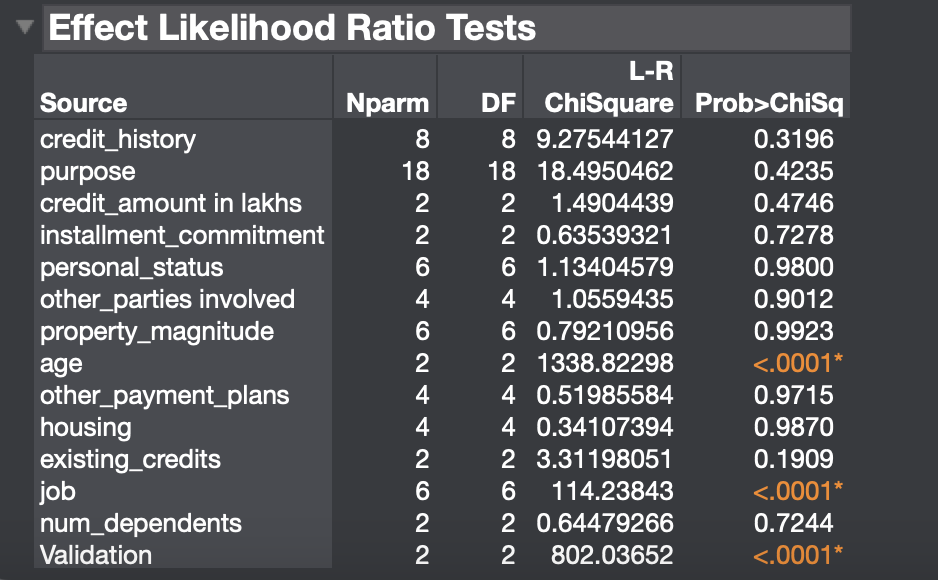 Effect Likelihood Ratio Tests
L-R
Source Nparm DF ChiSquare Prob>ChiSq
credit_history 8 8 9.27544127 0.3196
purpose 18 18 18.4950462 0.4235
credit_amount in lakhs 2 2 1.4904439 0.4746
installment_commitment 2 2 0.63539321 0.7278
personal_status 6 6 1.13404579 0.9800
other_parties involved 4 4 1.0559435 0.9012
property_magnitude 6 6 0.79210956 0.9923
age 2 2 1338.82298 <.0001*
other_payment_plans 4 4 0.51985584 0.9715
housing 4 4 0.34107394 0.9870
existing_credits 2 2 3.31198051 0.1909
job 6 6 114.23843 <.0001*
num_dependents 2 2 0.64479266 0.7244
Validation 2 2 802.03652 <.0001*